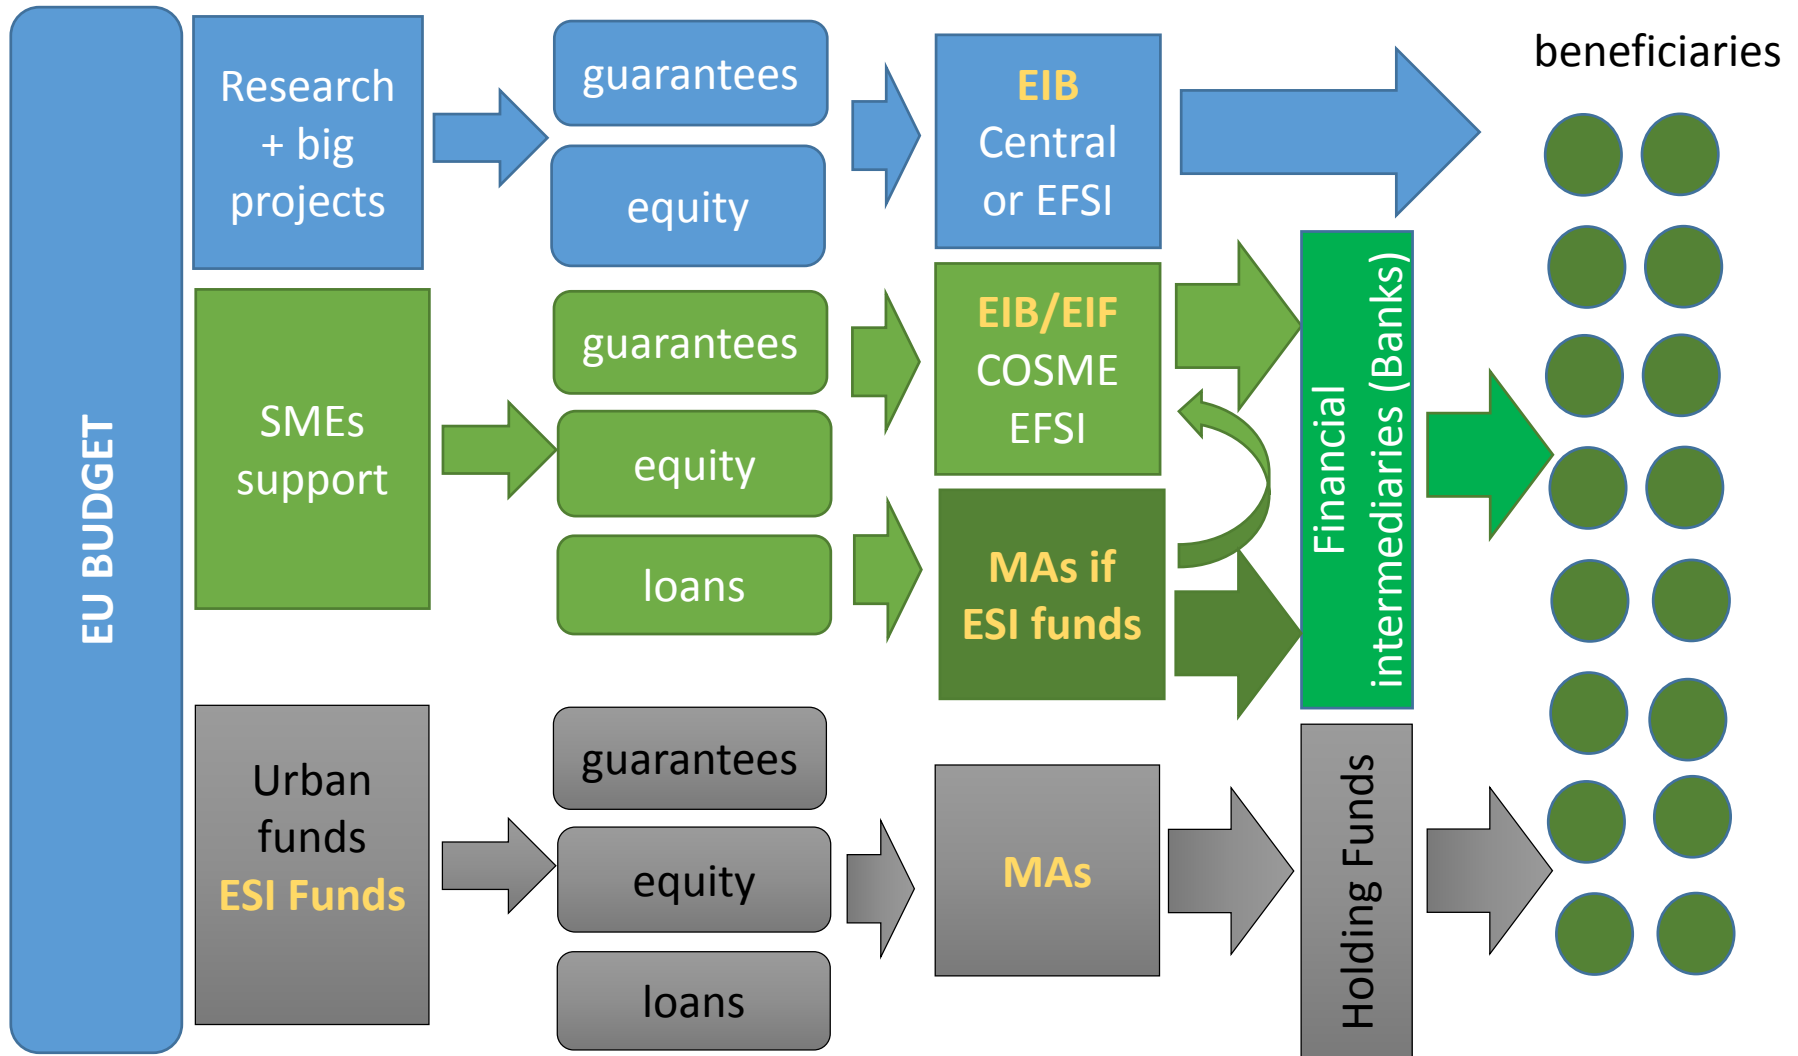 EU BUDGET
Research
+ big
projects
guarantees
equity
EIB
Central
or EFSI
beneficiaries
SMEs
support
guarantees
equity
loans
EIB/EIF
COSME
EFSI
MAs if
ESI funds
Financial
intermediaries (Banks)
Urban
funds
ESI Funds
guarantees
equity
loans
MAs
Holding Funds